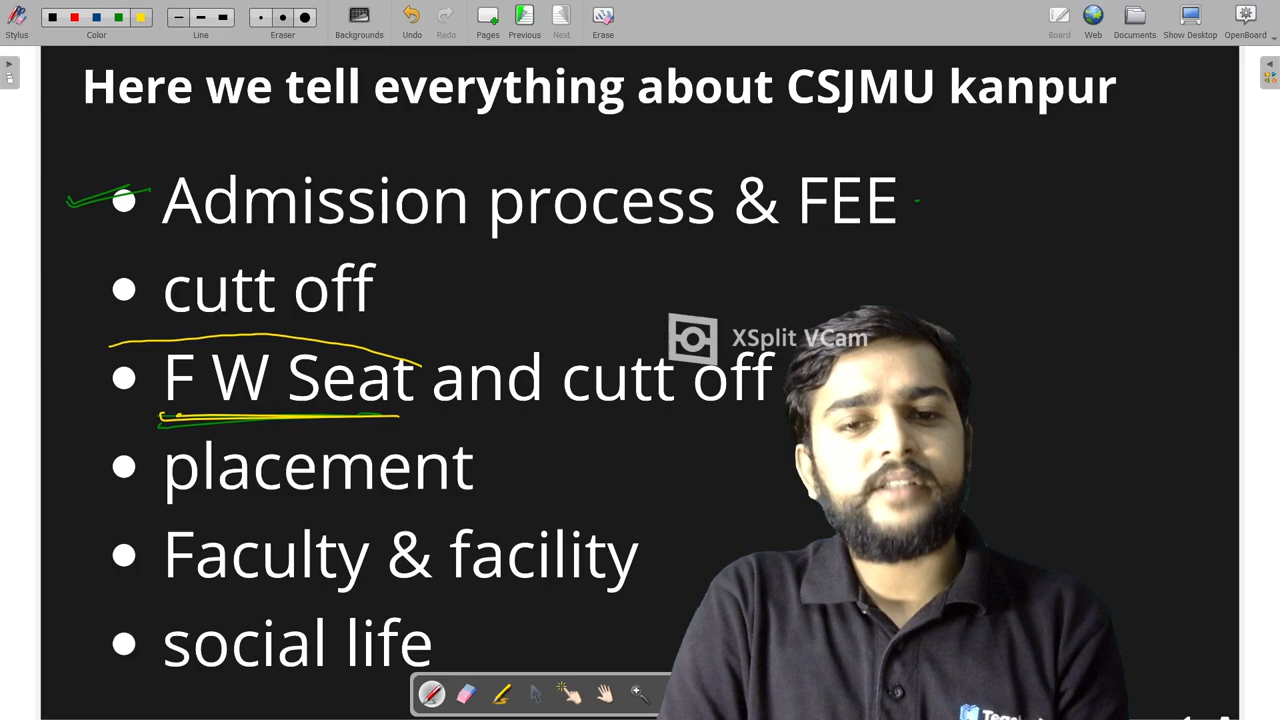 Stylus
Color
Line
Eraser
Backgrounds
Undo
Redo
Pages
Previous
Next
Erase
Board
Web
Documents
Show Desktop
OpenBoard
Here we tell everything about CSJMU kanpur
Admission process & FEE
cutt off
XSplit VCam
F W Seat and cutt off
placement
Faculty & facility
social life